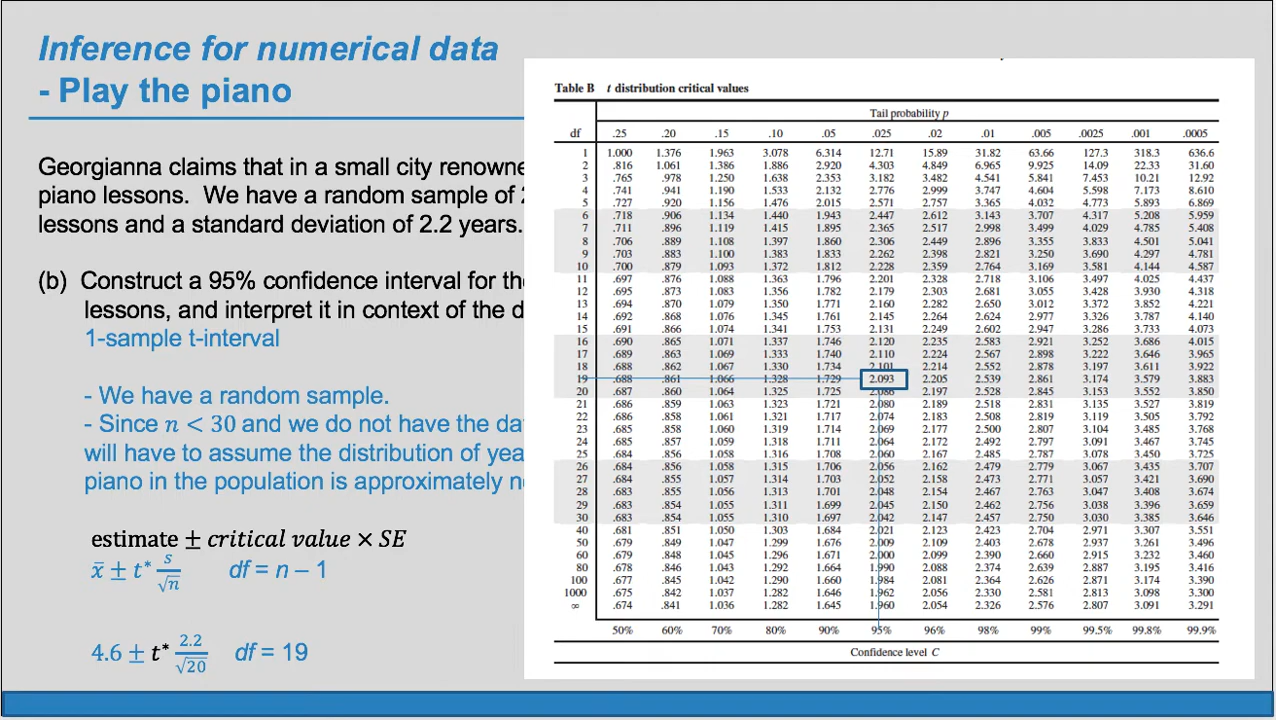 Inference for numerical data
- Play the piano
Georgianna claims that in a small city renowne
piano lessons. We have a random sample of 2
lessons and a standard deviation of 2.2 years.
(b) Construct a 95% confidence interval for the
lessons, and interpret it in context of the d
1-sample t-interval
- We have a random sample.
- Since n < 30 and we do not have the da
will have to assume the distribution of yea
piano in the population is approximately n
estimate ± critical value × SE
x̄ ± t* s/√n df = n – 1
4.6 ± t* 2.2/√20 df = 19
Table B t distribution critical values
Tail probability p
df .25 .20 .15 .10 .05 .025 .02 .01 .005 .0025 .001 .0005
1 1.000 1.376 1.963 3.078 6.314 12.71 15.89 31.82 63.66 127.3 318.3 636.6
2 .816 1.061 1.386 1.886 2.920 4.303 4.849 6.965 9.925 14.09 22.33 31.60
3 .765 .978 1.250 1.638 2.353 3.182 3.482 4.541 5.841 7.453 10.21 12.92
4 .741 .941 1.190 1.533 2.132 2.776 2.999 3.747 4.604 5.598 7.173 8.610
5 .727 .920 1.156 1.476 2.015 2.571 2.757 3.365 4.032 4.773 5.893 6.869
6 .718 .906 1.134 1.440 1.943 2.447 2.612 3.143 3.707 4.317 5.208 5.959
7 .711 .896 1.119 1.415 1.895 2.365 2.517 2.998 3.499 4.029 4.785 5.408
8 .706 .889 1.108 1.397 1.860 2.306 2.449 2.896 3.355 3.833 4.501 5.041
9 .703 .883 1.100 1.383 1.833 2.262 2.398 2.821 3.250 3.690 4.297 4.781
10 .700 .879 1.093 1.372 1.812 2.228 2.359 2.764 3.169 3.581 4.144 4.587
11 .697 .876 1.088 1.363 1.796 2.201 2.328 2.718 3.106 3.497 4.025 4.437
12 .695 .873 1.083 1.356 1.782 2.179 2.303 2.681 3.055 3.428 3.930 4.318
13 .694 .870 1.079 1.350 1.771 2.160 2.282 2.650 3.012 3.372 3.852 4.221
14 .692 .868 1.076 1.345 1.761 2.145 2.264 2.624 2.977 3.326 3.787 4.140
15 .691 .866 1.074 1.341 1.753 2.131 2.249 2.602 2.947 3.286 3.733 4.073
16 .690 .865 1.071 1.337 1.746 2.120 2.235 2.583 2.921 3.252 3.686 4.015
17 .689 .863 1.069 1.333 1.740 2.110 2.224 2.567 2.898 3.222 3.646 3.965
18 .688 .862 1.067 1.330 1.734 2.101 2.214 2.552 2.878 3.197 3.611 3.922
19 .688 .861 1.066 1.328 1.729 2.093 2.205 2.539 2.861 3.174 3.579 3.883
20 .687 .860 1.064 1.325 1.725 2.086 2.197 2.528 2.845 3.153 3.552 3.850
21 .686 .859 1.063 1.323 1.721 2.080 2.189 2.518 2.831 3.135 3.527 3.819
22 .686 .858 1.061 1.321 1.717 2.074 2.183 2.508 2.819 3.119 3.505 3.792
23 .685 .858 1.060 1.319 1.714 2.069 2.177 2.500 2.807 3.104 3.485 3.768
24 .685 .857 1.059 1.318 1.711 2.064 2.172 2.492 2.797 3.091 3.467 3.745
25 .684 .856 1.058 1.316 1.708 2.060 2.167 2.485 2.787 3.078 3.450 3.725
26 .684 .856 1.058 1.315 1.706 2.056 2.162 2.479 2.779 3.067 3.435 3.707
27 .684 .855 1.057 1.314 1.703 2.052 2.158 2.473 2.771 3.057 3.421 3.690
28 .683 .855 1.056 1.313 1.701 2.048 2.154 2.467 2.763 3.047 3.408 3.674
29 .683 .854 1.055 1.311 1.699 2.045 2.150 2.462 2.756 3.038 3.396 3.659
30 .683 .854 1.055 1.310 1.697 2.042 2.147 2.457 2.750 3.030 3.385 3.646
40 .681 .851 1.050 1.303 1.684 2.021 2.123 2.423 2.704 2.971 3.307 3.551
50 .679 .849 1.047 1.299 1.676 2.009 2.109 2.403 2.678 2.937 3.261 3.496
60 .679 .848 1.045 1.296 1.671 2.000 2.099 2.390 2.660 2.915 3.232 3.460
80 .678 .846 1.043 1.292 1.664 1.990 2.088 2.374 2.639 2.887 3.195 3.416
100 .677 .845 1.042 1.290 1.660 1.984 2.081 2.364 2.626 2.871 3.174 3.390
1000 .675 .842 1.037 1.282 1.646 1.962 2.056 2.330 2.581 2.813 3.098 3.300
∞ .674 .841 1.036 1.282 1.645 1.960 2.054 2.326 2.576 2.807 3.091 3.291
50% 60% 70% 80% 90% 95% 96% 98% 99% 99.5% 99.8% 99.9%
Confidence level C